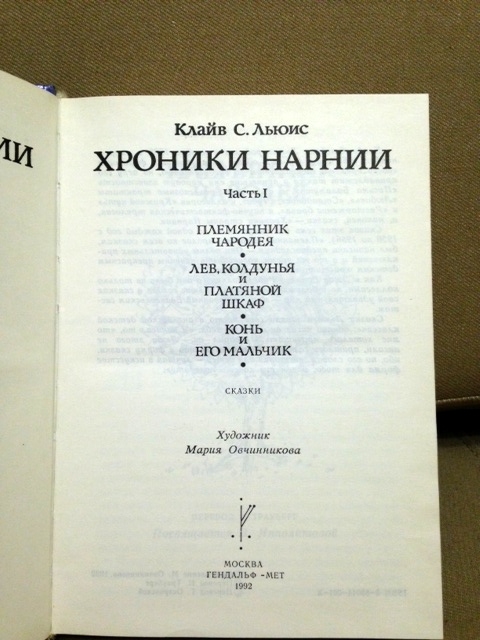 ИИ
Клайв С. Льюис
ХРОНИКИ НАРНИИ
Часть I
ПЛЕМЯННИК
ЧАРОДЕЯ
•
ЛЕВ, КОЛДУНЬЯ
И
ПЛАТЯНОЙ
ШКАФ
•
КОНЬ
И
ЕГО МАЛЬЧИК
•
СКАЗКИ
Художник
Мария Овчинникова
МОСКВА
ГЕНДАЛЬФ -МЕТ
1992